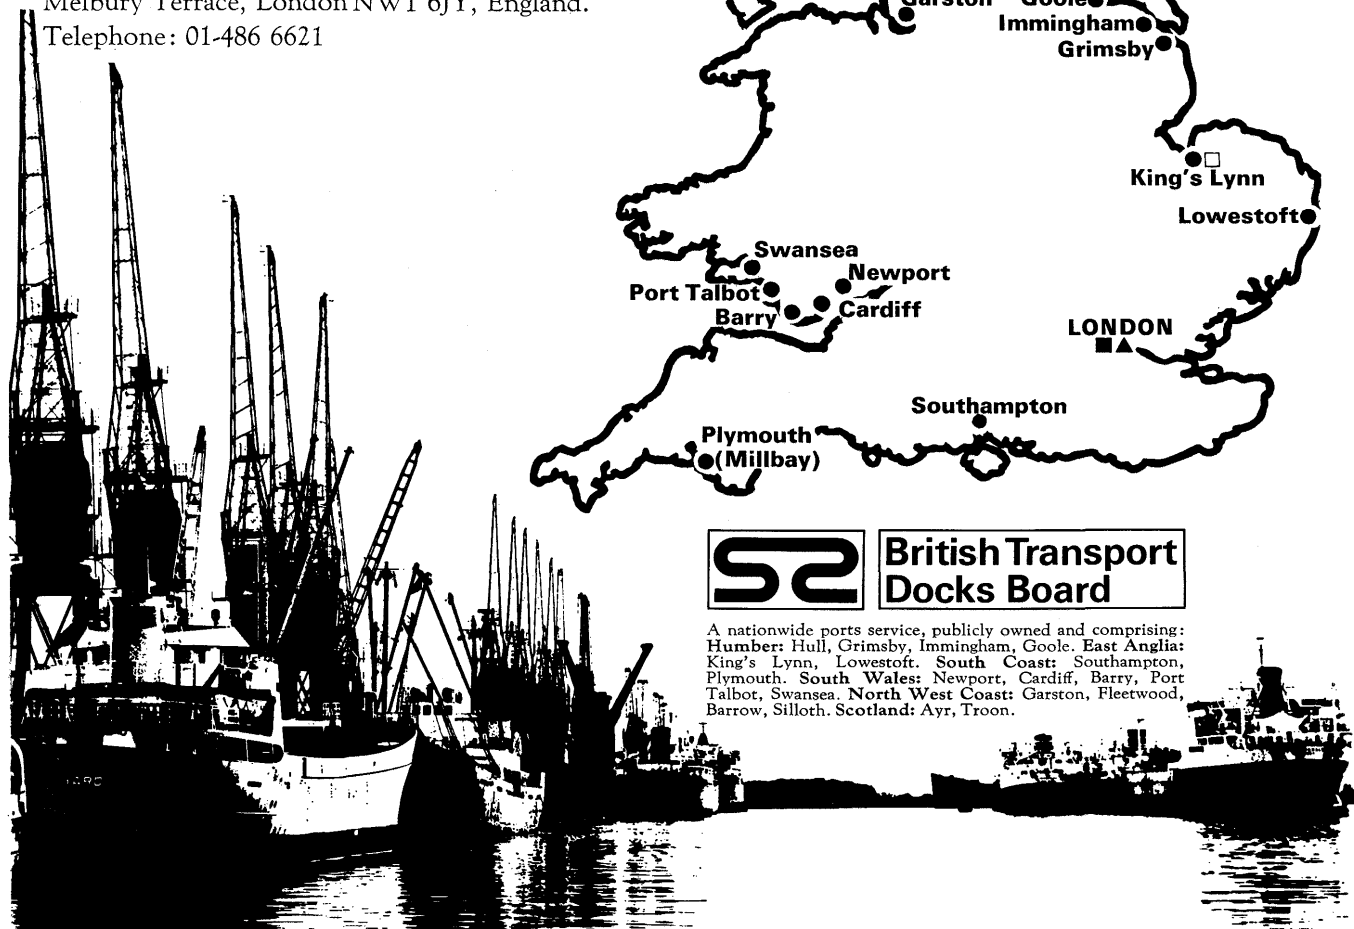 Melbury Terrace, London NW1 6JY, England.
Telephone: 01-486 6621
Garston Goole
Immingham
Grimsby
King's Lynn
Lowestoft
Swansea
Newport
Port Talbot
Cardiff
Barry
LONDON
Southampton
Plymouth
(Millbay)
British Transport
Docks Board
A nationwide ports service, publicly owned and comprising:
Humber: Hull, Grimsby, Immingham, Goole. East Anglia:
King's Lynn, Lowestoft. South Coast: Southampton,
Plymouth. South Wales: Newport, Cardiff, Barry, Port
Talbot, Swansea. North West Coast: Garston, Fleetwood,
Barrow, Silloth. Scotland: Ayr, Troon.